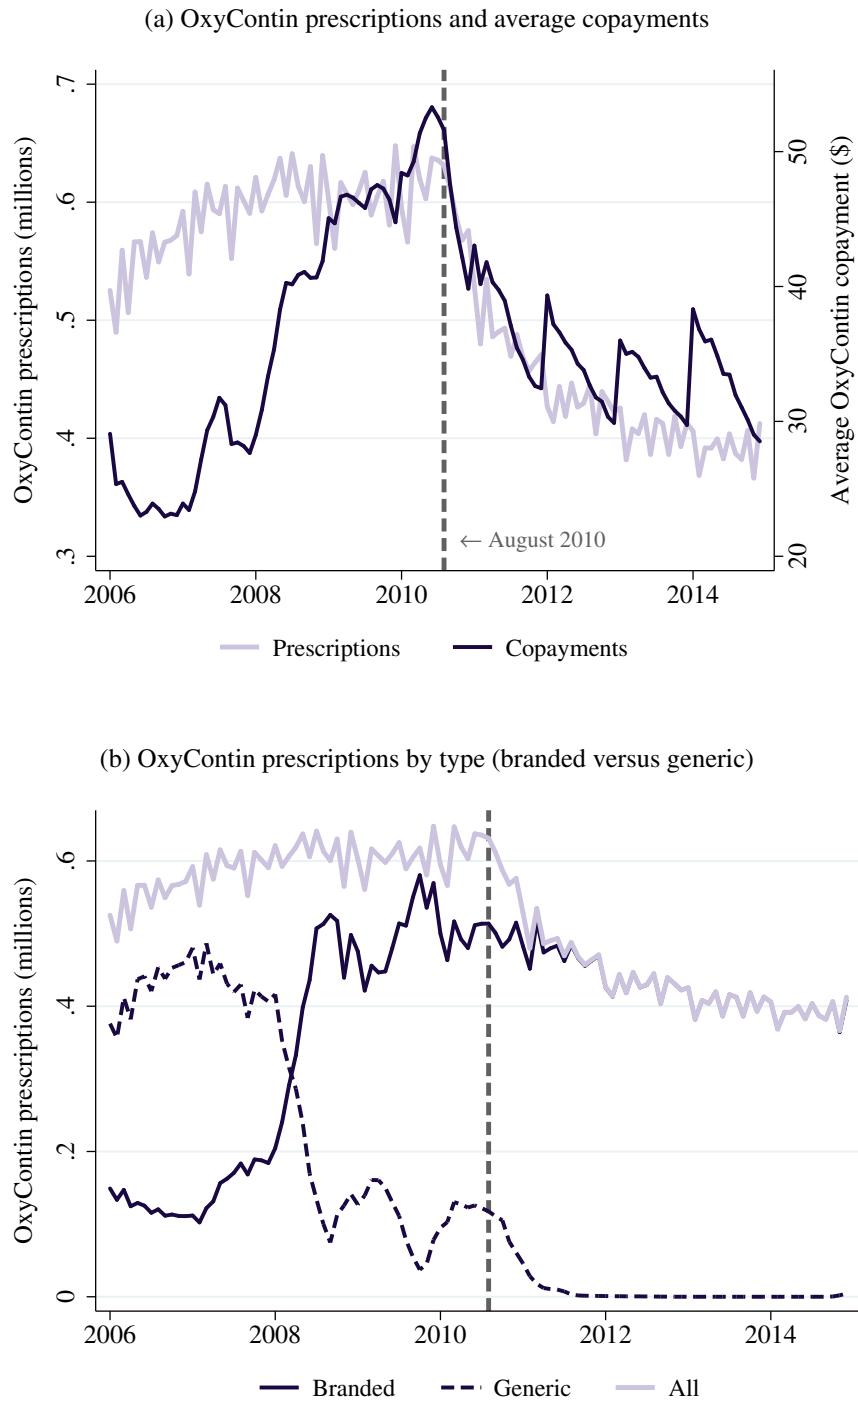 (a) OxyContin prescriptions and average copayments
OxyContin prescriptions (millions)
.7
.6
.5
.4
.3
Average OxyContin copayment ($)
50
40
30
20
← August 2010
2006 2008 2010 2012 2014
Prescriptions Copayments
(b) OxyContin prescriptions by type (branded versus generic)
OxyContin prescriptions (millions)
.6
.4
.2
0
2006 2008 2010 2012 2014
Branded Generic All